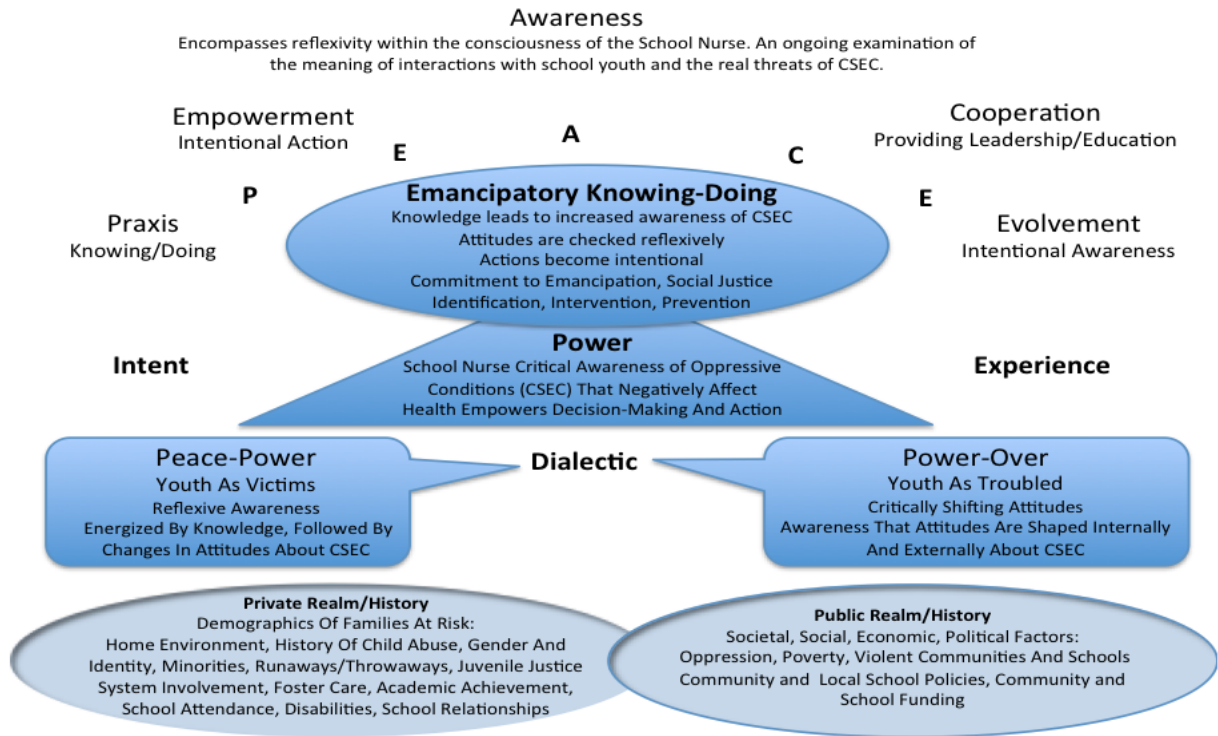 Awareness
Encompasses reflexivity within the consciousness of the School Nurse. An ongoing examination of
the meaning of interactions with school youth and the real threats of CSEC.
Empowerment
Intentional Action
Cooperation
Providing Leadership/Education
A
E
C
P
E
Praxis
Knowing/Doing
Evolvement
Intentional Awareness
Emancipatory Knowing-Doing
Knowledge leads to increased awareness of CSEC
Attitudes are checked reflexively
Actions become intentional
Commitment to Emancipation, Social Justice
Identification, Intervention, Prevention
Intent
Power
School Nurse Critical Awareness of Oppressive
Conditions (CSEC) That Negatively Affect
Health Empowers Decision-Making And Action
Experience
Peace-Power
Youth As Victims
Reflexive Awareness
Energized By Knowledge, Followed By
Changes In Attitudes About CSEC
Dialectic
Power-Over
Youth As Troubled
Critically Shifting Attitudes
Awareness That Attitudes Are Shaped Internally
And Externally About CSEC
Private Realm/History
Demographics Of Families At Risk:
Home Environment, History Of Child Abuse, Gender And
Identity, Minorities, Runaways/Throwaways, Juvenile Justice
System Involvement, Foster Care, Academic Achievement,
School Attendance, Disabilities, School Relationships
Public Realm/History
Societal, Social, Economic, Political Factors:
Oppression, Poverty, Violent Communities And Schools
Community and Local School Policies, Community and
School Funding